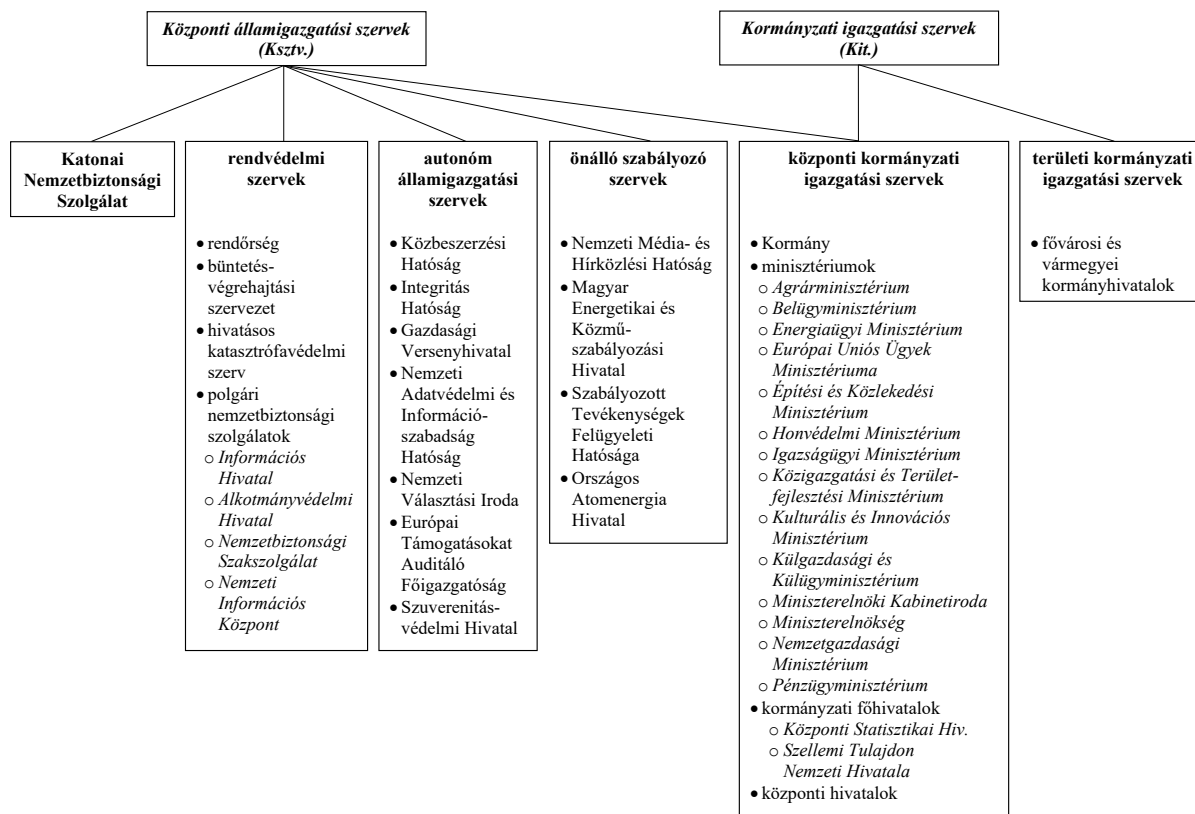 Központi államigazgatási szervek
(Ksztv.)
Kormányzati igazgatási szervek
(Kit.)
Katonai
Nemzetbiztonsági
Szolgálat
rendvédelmi
szervek
• rendőrség
• büntetés-
végrehajtási
szervezet
• hivatásos
katasztrófavédelmi
szerv
• polgári
nemzetbiztonsági
szolgálatok
o Információs
Hivatal
o Alkotmányvédelmi
Hivatal
o Nemzetbiztonsági
Szakszolgálat
o Nemzeti
Információs
Központ
autonóm
államigazgatási
szervek
• Közbeszerzési
Hatóság
• Integritás
Hatóság
• Gazdasági
Versenyhivatal
• Nemzeti
Adatvédelmi és
Információ-
szabadság
Hatóság
• Nemzeti
Választási Iroda
• Európai
Támogatásokat
Auditáló
Főigazgatóság
• Szuverenitás-
védelmi Hivatal
önálló szabályozó
szervek
• Nemzeti Média- és
Hírközlési Hatóság
• Magyar
Energetikai és
Közmű-
szabályozási
Hivatal
• Szabályozott
Tevékenységek
Felügyeleti
Hatósága
• Országos
Atomenergia
Hivatal
központi kormányzati
igazgatási szervek
• Kormány
• minisztériumok
o Agrárminisztérium
o Belügyminisztérium
o Energiaügyi Minisztérium
o Európai Uniós Ügyek
Minisztériuma
o Építési és Közlekedési
Minisztérium
o Honvédelmi Minisztérium
o Igazságügyi Minisztérium
o Közigazgatási és Terület-
fejlesztési Minisztérium
o Kulturális és Innovációs
Minisztérium
o Külgazdasági és
Külügyminisztérium
o Miniszterelnöki Kabinetiroda
o Miniszterelnökség
o Nemzetgazdasági
Minisztérium
o Pénzügyminisztérium
• kormányzati főhivatalok
o Központi Statisztikai Hiv.
o Szellemi Tulajdon
Nemzeti Hivatala
• központi hivatalok
területi kormányzati
igazgatási szervek
• fővárosi és
vármegyei
kormányhivatalok